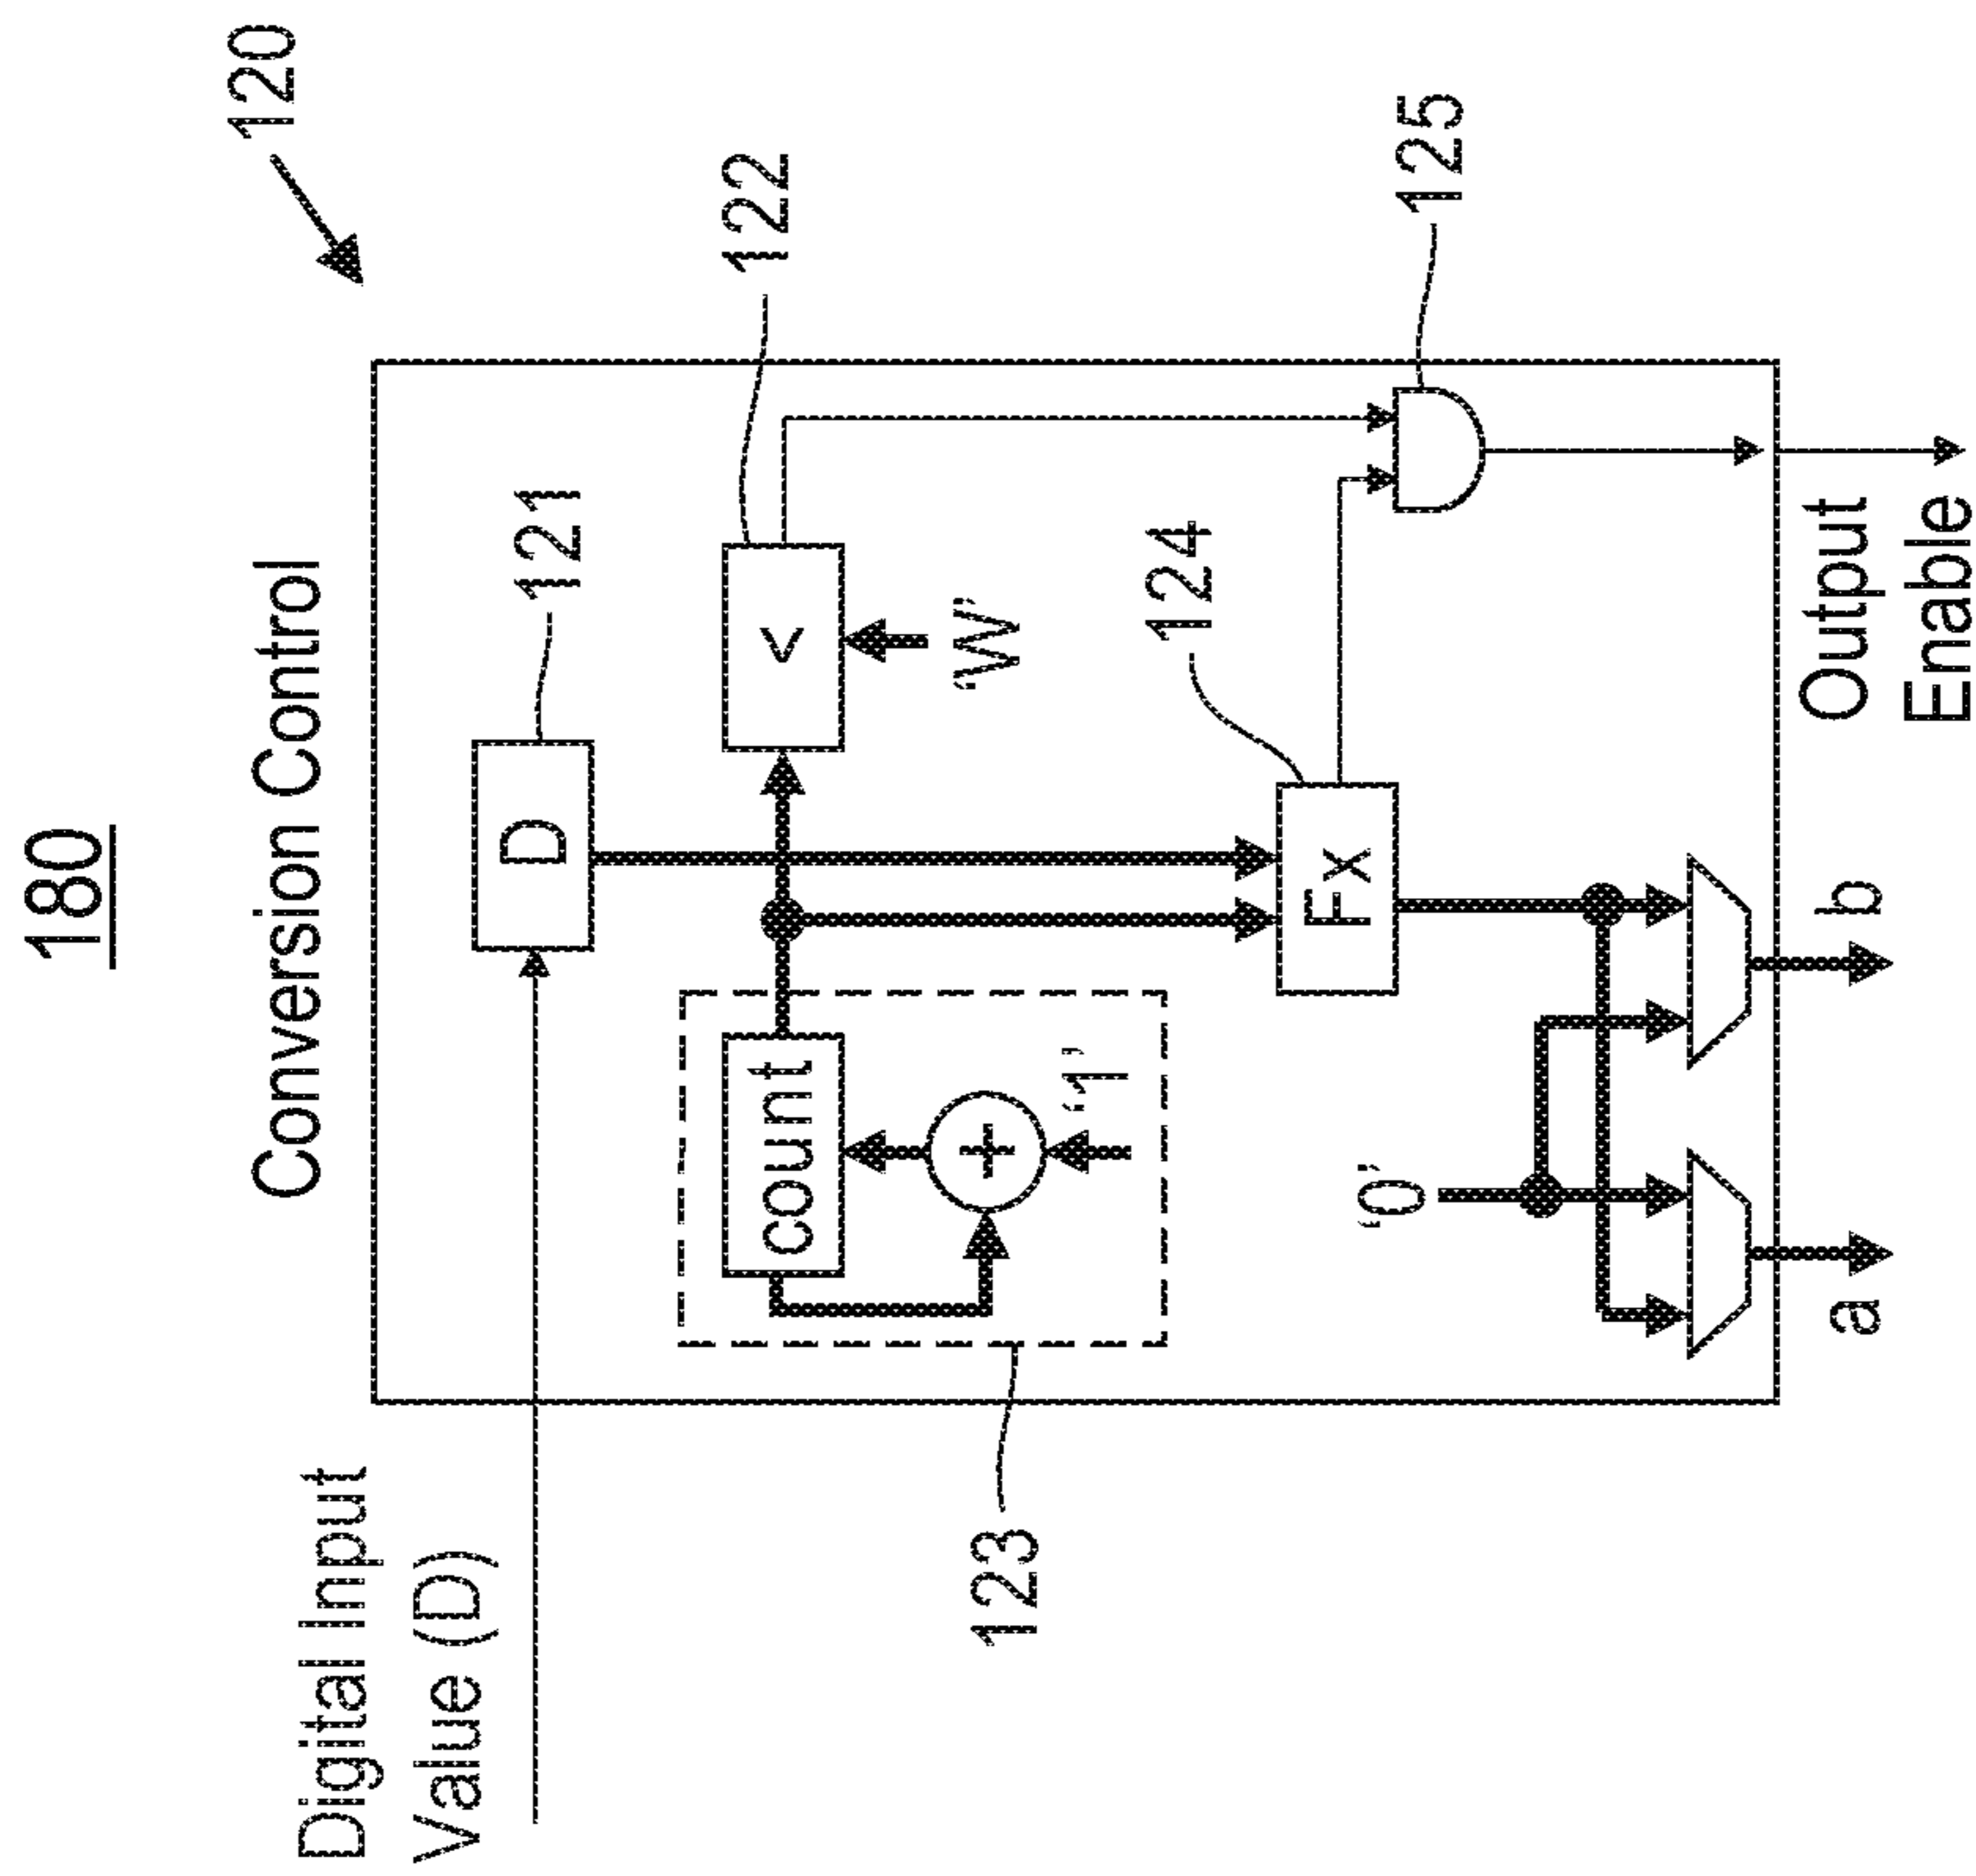 180
120
Conversion Control
Digital Input
Value (D)
D
121
122
count
<
'W'
123
+
'1'
124
Fx
'0'
125
a
b
Output
Enable